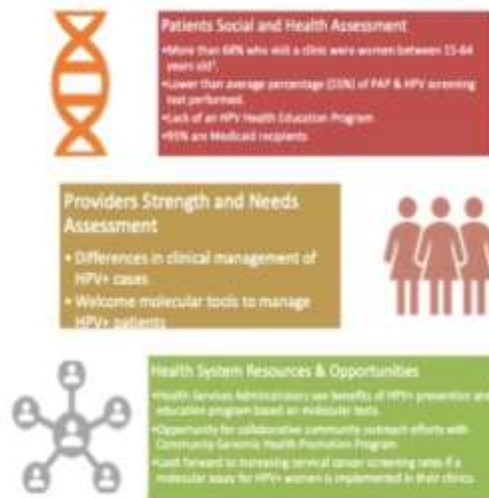 Patients Social and Health Assessment
•More than 68% who visit a clinic were women between 15-64
years old¹.
•Lower than average percentage (55%) of PAP & HPV screening
test performed.
•Lack of an HPV Health Education Program
•95% are Medicaid recipients
Providers Strength and Needs
Assessment
• Differences in clinical management of
HPV+ cases
• Welcome molecular tools to manage
HPV+ patients
Health System Resources & Opportunities
•Health Services Administrators see benefits of HPV+ prevention and
education program based on molecular tests.
•Opportunity for collaborative community outreach efforts with
Community Genomic Health Promotion Program
•Look forward to increasing cervical cancer screening rates if a
molecular assay for HPV+ women is implemented in their clinics.